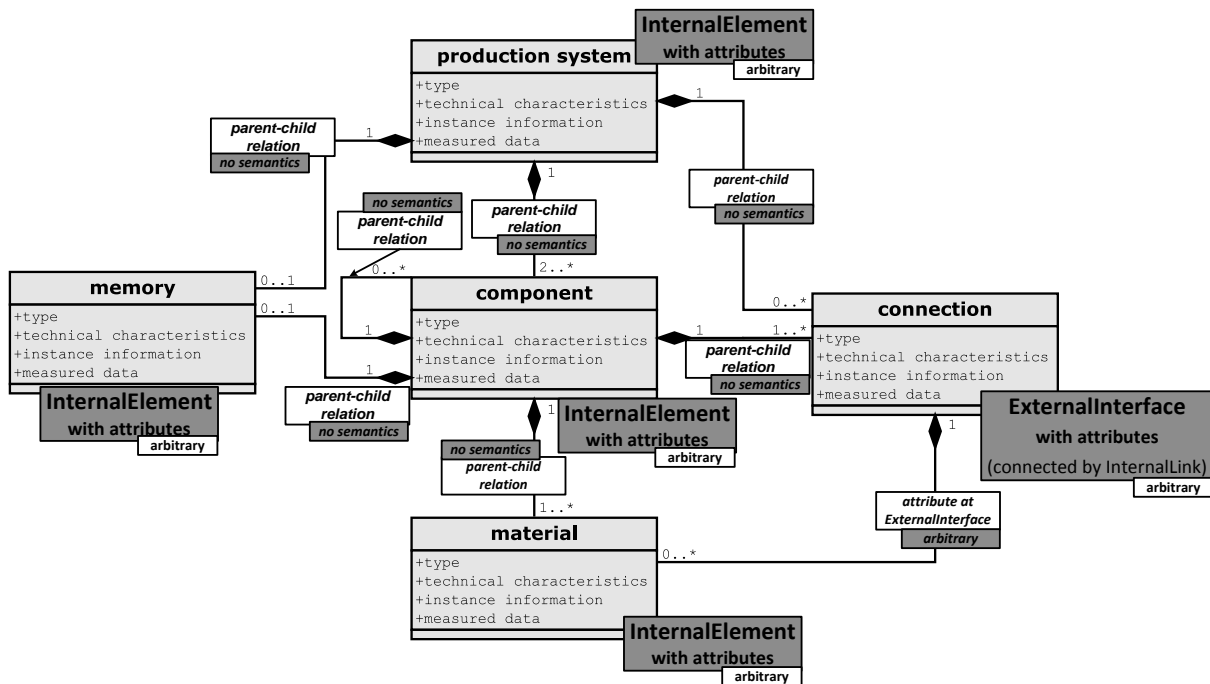 InternalElement
with attributes
arbitrary
production system
+type
+technical characteristics
+instance information
+measured data
1
1
1
parent-child
relation
no semantics
parent-child
relation
no semantics
no semantics
parent-child
relation
parent-child
relation
no semantics
0..*
2..*
0..1
0..1
0..*
memory
+type
+technical characteristics
+instance information
+measured data
InternalElement
with attributes
arbitrary
component
+type
+technical characteristics
+instance information
+measured data
1
1
1
1..*
1
parent-child
relation
no semantics
parent-child
relation
no semantics
InternalElement
with attributes
arbitrary
connection
+type
+technical characteristics
+instance information
+measured data
ExternalInterface
with attributes
(connected by InternalLink)
arbitrary
1
no semantics
parent-child
relation
1..*
attribute at
ExternalInterface
arbitrary
0..*
material
+type
+technical characteristics
+instance information
+measured data
InternalElement
with attributes
arbitrary